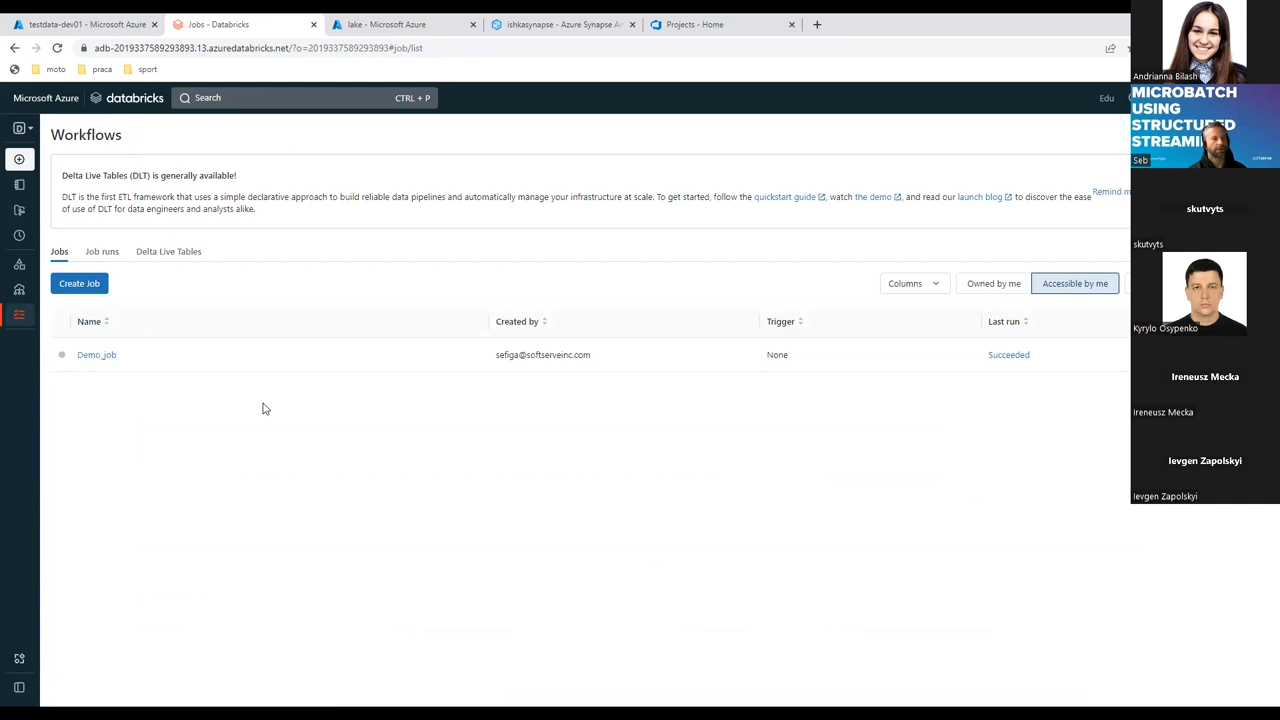 testdata-dev01 - Microsoft Azure
Jobs - Databricks
lake - Microsoft Azure
ishkasynapse - Azure Synapse An
Projects - Home
adb-2019337589293893.13.azuredatabricks.net/?o=2019337589293893#job/list
moto
praca
sport
Microsoft Azure
databricks
Search
CTRL + P
Edu
D
Workflows
Delta Live Tables (DLT) is generally available!
DLT is the first ETL framework that uses a simple declarative approach to build reliable data pipelines and automatically manage your infrastructure at scale. To get started, follow the quickstart guide, watch the demo, and read our launch blog to discover the ease
of use of DLT for data engineers and analysts alike.
Remind m
Jobs
Job runs
Delta Live Tables
Create Job
Columns
Owned by me
Accessible by me
Name
Created by
Trigger
Last run
Demo_job
sefiga@softserveinc.com
None
Succeeded
Andrianna Bilash
MICROBATCH
USING
STRUCTURED
STREAMI
softserve
Seb
skutvyts
skutvyts
Kyrylo Osypenko
Ireneusz Mecka
Ireneusz Mecka
Ievgen Zapolskyi
Ievgen Zapolskyi